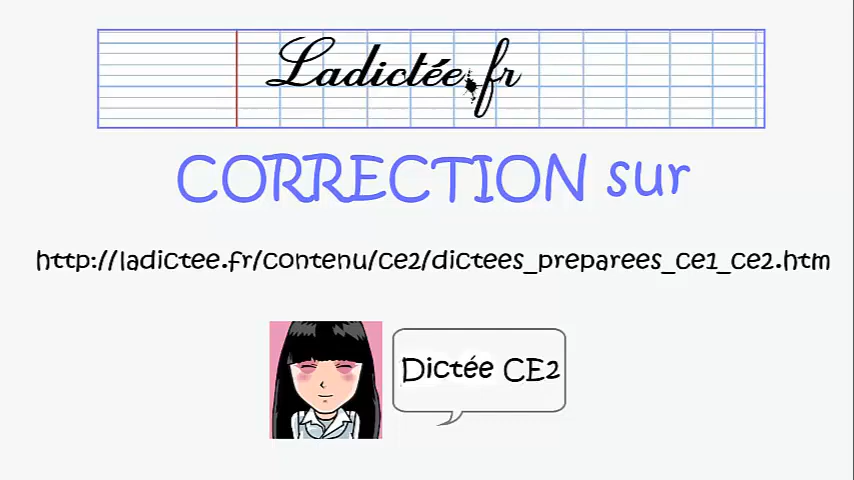 Ladictée.fr
CORRECTION sur
http://ladictee.fr/contenu/ce2/dictees_preparees_ce1_ce2.htm
Dictée CE2